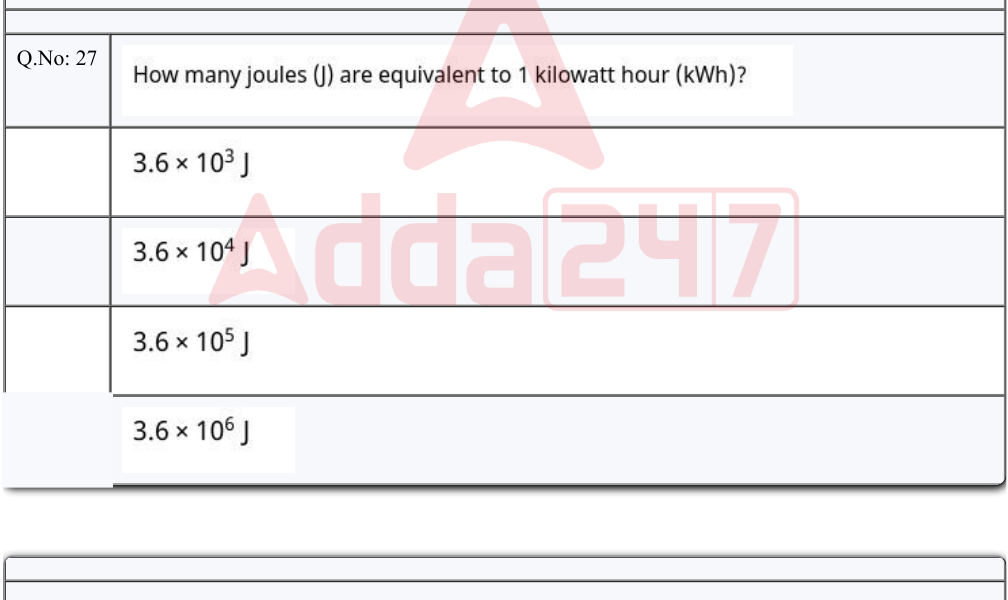 Q.No: 27
How many joules (J) are equivalent to 1 kilowatt hour (kWh)?
3.6 × 10³ J
3.6 × 10⁴ J
3.6 × 10⁵ J
3.6 × 10⁶ J
Adda247